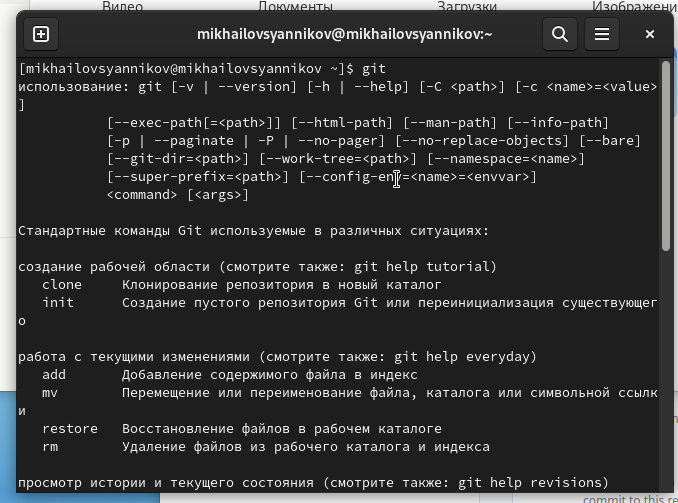 Видео Документы Загрузки Изображени
mikhailovsyannikov@mikhailovsyannikov:~
[mikhailovsyannikov@mikhailovsyannikov ~]$ git
использование: git [-v | --version] [-h | --help] [-C <path>] [-c <name>=<value>
]
[--exec-path[=<path>]] [--html-path] [--man-path] [--info-path]
[-p | --paginate | -P | --no-pager] [--no-replace-objects] [--bare]
[--git-dir=<path>] [--work-tree=<path>] [--namespace=<name>]
[--super-prefix=<path>] [--config-env=<name>=<envvar>]
<command> [<args>]
Стандартные команды Git используемые в различных ситуациях:
создание рабочей области (смотрите также: git help tutorial)
clone Клонирование репозитория в новый каталог
init Создание пустого репозитория Git или переинициализация существующег
о
работа с текущими изменениями (смотрите также: git help everyday)
add Добавление содержимого файла в индекс
mv Перемещение или переименование файла, каталога или символьной ссылк
и
restore Восстановление файлов в рабочем каталоге
rm Удаление файлов из рабочего каталога и индекса
просмотр истории и текущего состояния (смотрите также: git help revisions)
commit to this re